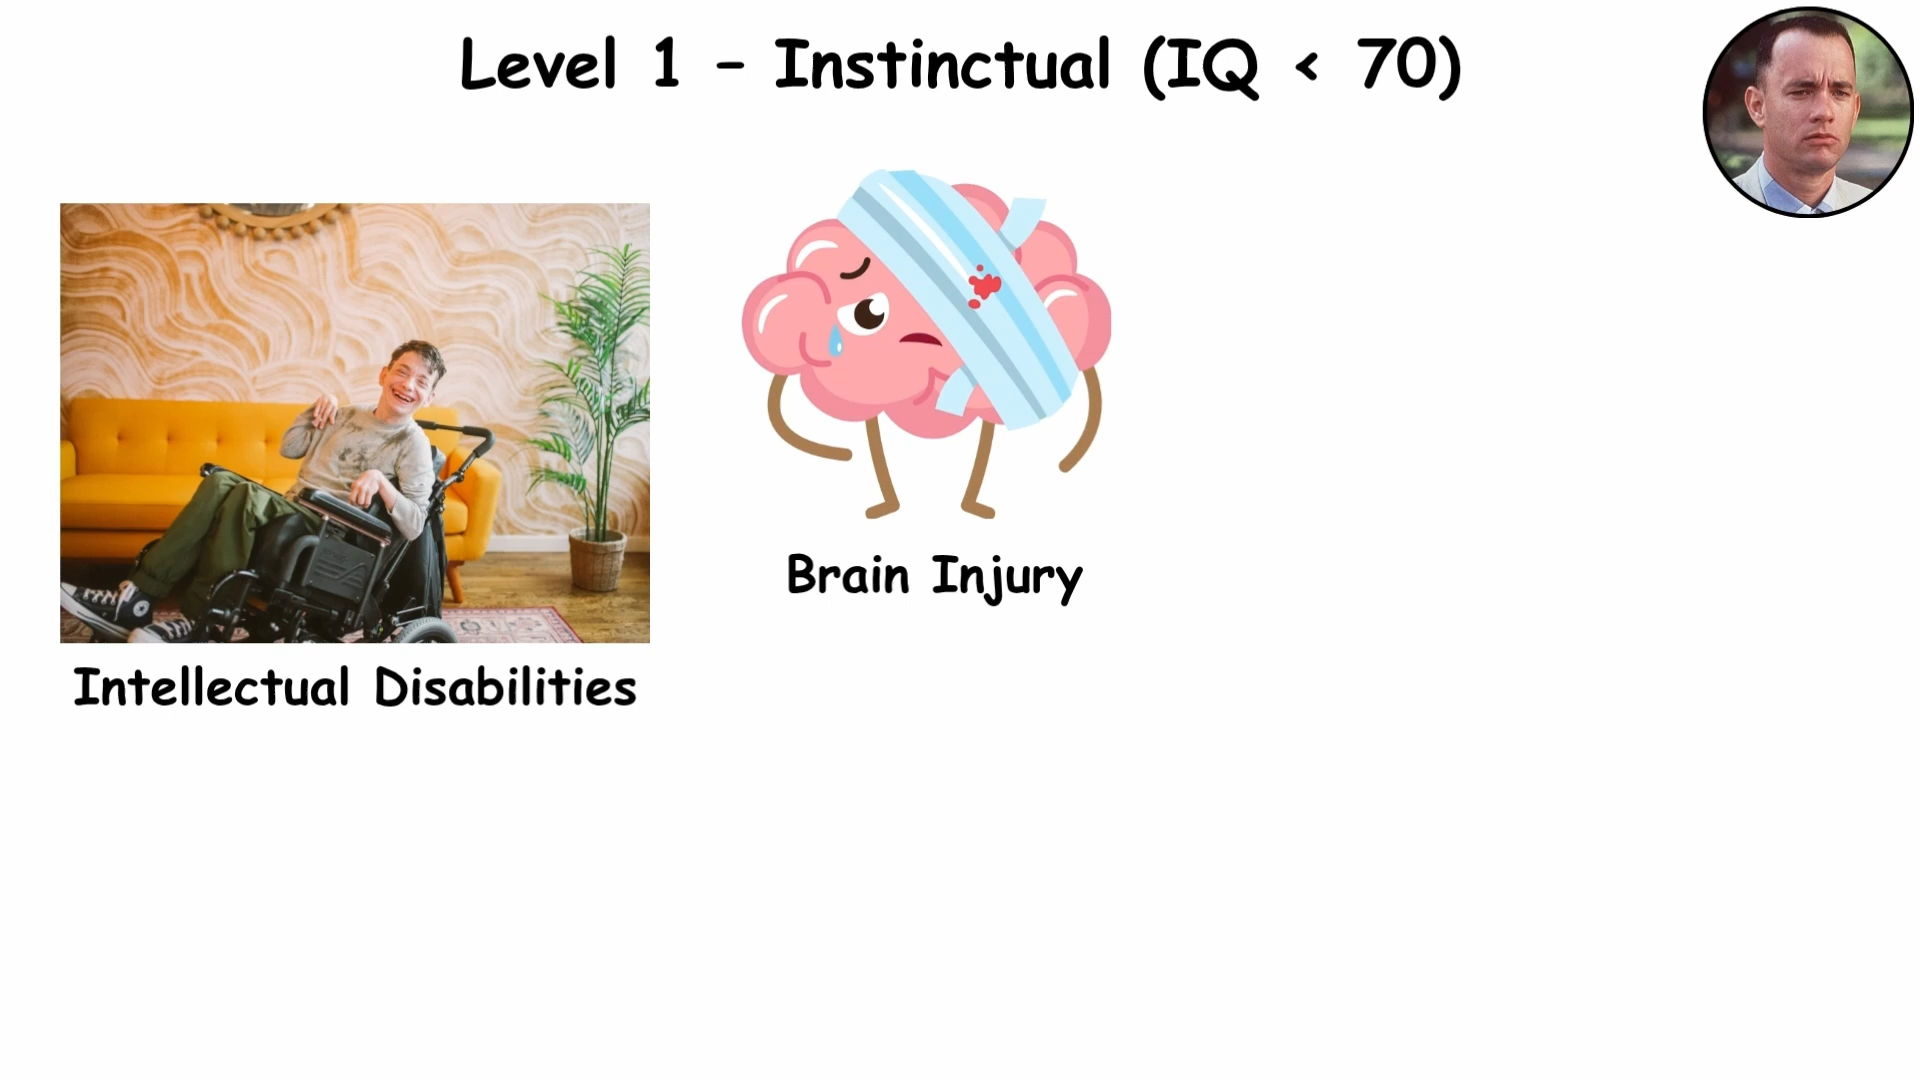 Level 1 – Instinctual (IQ < 70)
Brain Injury
Intellectual Disabilities